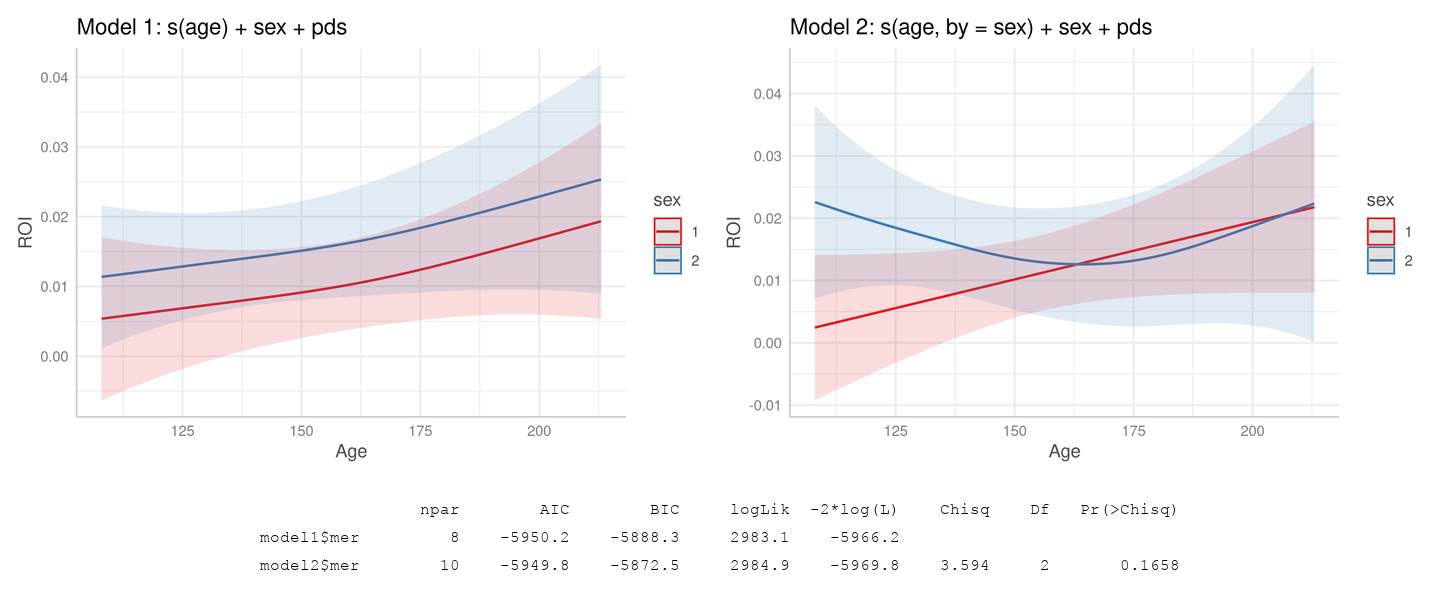 Model 1: s(age) + sex + pds
0.04
0.03
0.02
0.01
0.00
ROI
125 150 175 200
Age
sex
1
2
Model 2: s(age, by = sex) + sex + pds
0.04
0.03
0.02
0.01
0.00
-0.01
ROI
125 150 175 200
Age
sex
1
2
npar AIC BIC logLik -2*log(L) Chisq Df Pr(>Chisq)
model1$mer 8 -5950.2 -5888.3 2983.1 -5966.2
model2$mer 10 -5949.8 -5872.5 2984.9 -5969.8 3.594 2 0.1658